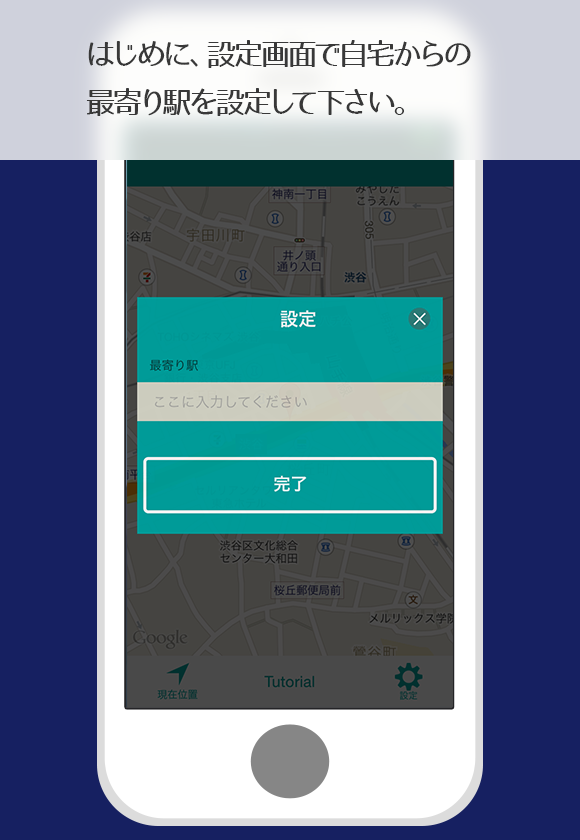 はじめに、設定画面で自宅からの
最寄り駅を設定して下さい。
神南一丁目
みやしだ
こうえん
渋谷店
宇田川町
305
井ノ頭
通り入口
渋谷
設定
最寄り駅
ここに入力してください
完了
渋谷区文化総合
センター大和田
桜丘郵便局前
文
メルリックス学院
Google
鶯谷町
現在位置
Tutorial
設定